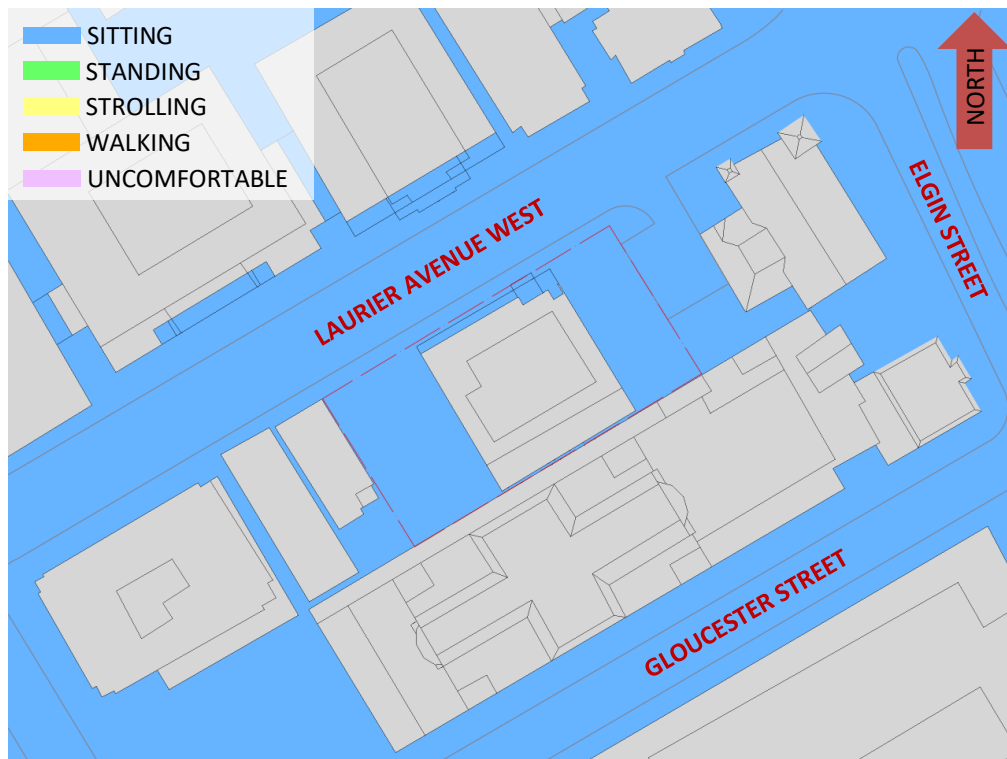 SITTING
STANDING
STROLLING
WALKING
UNCOMFORTABLE
NORTH
ELGIN STREET
LAURIER AVENUE WEST
GLOUCESTER STREET